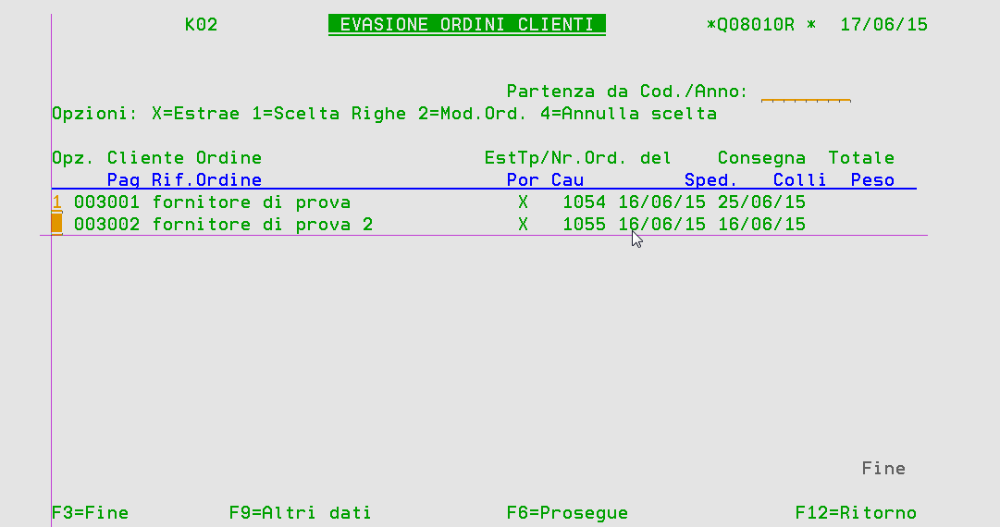 K02 EVASIONE ORDINI CLIENTI *Q08010R * 17/06/15
Partenza da Cod./Anno:
Opzioni: X=Estrae 1=Scelta Righe 2=Mod.Ord. 4=Annulla scelta
Opz. Cliente Ordine EstTp/Nr.Ord. del Consegna Totale
Pag Rif.Ordine Por Cau Sped. Colli Peso
1 003001 fornitore di prova X 1054 16/06/15 25/06/15
003002 fornitore di prova 2 X 1055 16/06/15 16/06/15
Fine
F3=Fine F9=Altri dati F6=Prosegue F12=Ritorno